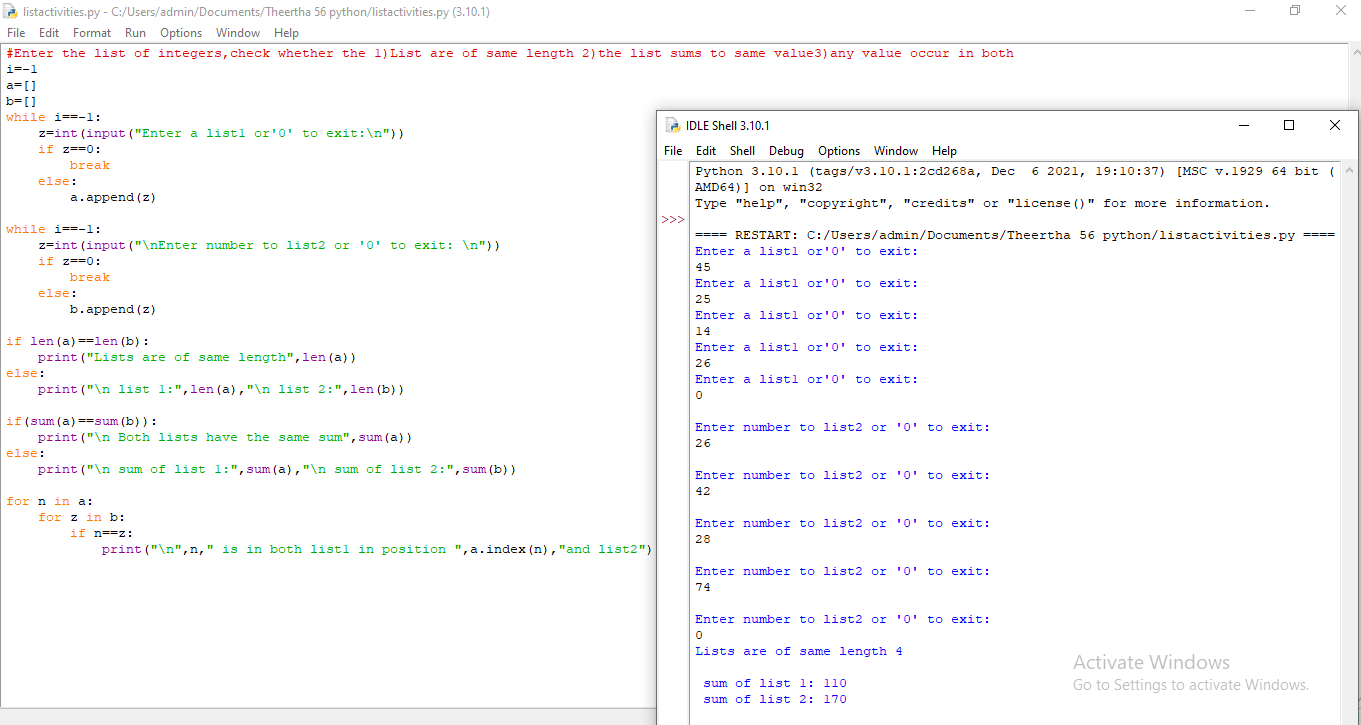 listactivities.py - C:/Users/admin/Documents/Theertha 56 python/listactivities.py (3.10.1)
File Edit Format Run Options Window Help
#Enter the list of integers,check whether the 1)List are of same length 2)the list sums to same value3)any value occur in both
i=-1
a=[]
b=[]
while i==-1:
    z=int(input("Enter a list1 or'0' to exit:\n"))
    if z==0:
        break
    else:
        a.append(z)

while i==-1:
    z=int(input("\nEnter number to list2 or '0' to exit: \n"))
    if z==0:
        break
    else:
        b.append(z)

if len(a)==len(b):
    print("Lists are of same length",len(a))
else:
    print("\n list 1:",len(a),"\n list 2:",len(b))

if(sum(a)==sum(b)):
    print("\n Both lists have the same sum",sum(a))
else:
    print("\n sum of list 1:",sum(a),"\n sum of list 2:",sum(b))

for n in a:
    for z in b:
        if n==z:
            print("\n",n," is in both list1 in position ",a.index(n),"and list2")
IDLE Shell 3.10.1
File Edit Shell Debug Options Window Help
Python 3.10.1 (tags/v3.10.1:2cd268a, Dec  6 2021, 19:10:37) [MSC v.1929 64 bit (
AMD64)] on win32
Type "help", "copyright", "credits" or "license()" for more information.
>>>
==== RESTART: C:/Users/admin/Documents/Theertha 56 python/listactivities.py ====
Enter a list1 or'0' to exit:
45
Enter a list1 or'0' to exit:
25
Enter a list1 or'0' to exit:
14
Enter a list1 or'0' to exit:
26
Enter a list1 or'0' to exit:
0

Enter number to list2 or '0' to exit:
26

Enter number to list2 or '0' to exit:
42

Enter number to list2 or '0' to exit:
28

Enter number to list2 or '0' to exit:
74

Enter number to list2 or '0' to exit:
0
Lists are of same length 4

 sum of list 1: 110
 sum of list 2: 170
Activate Windows
Go to Settings to activate Windows.